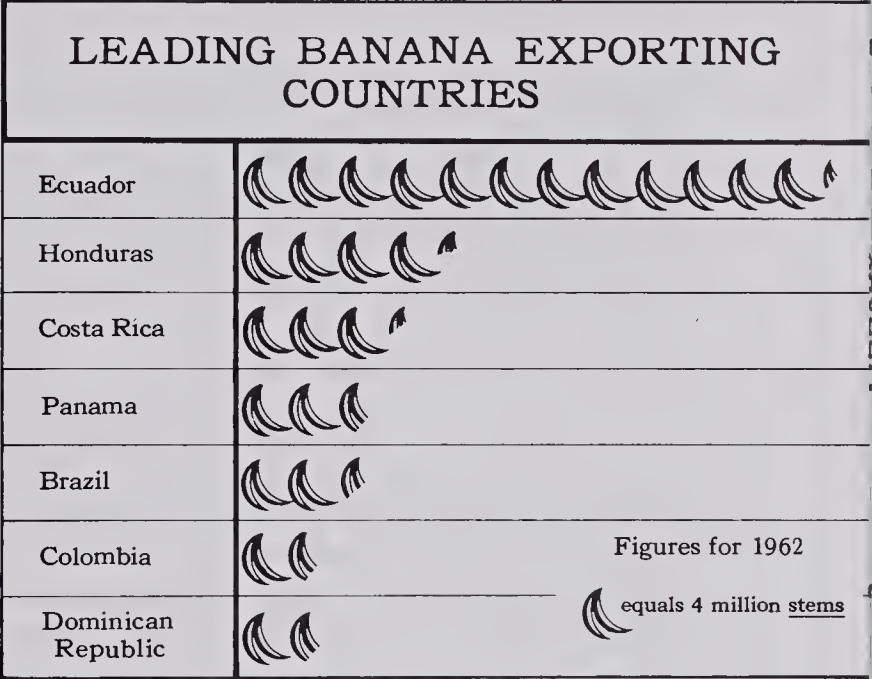 LEADING BANANA EXPORTING
COUNTRIES
Ecuador
Honduras
Costa Rica
Panama
Brazil
Colombia
Dominican
Republic
Figures for 1962
equals 4 million stems